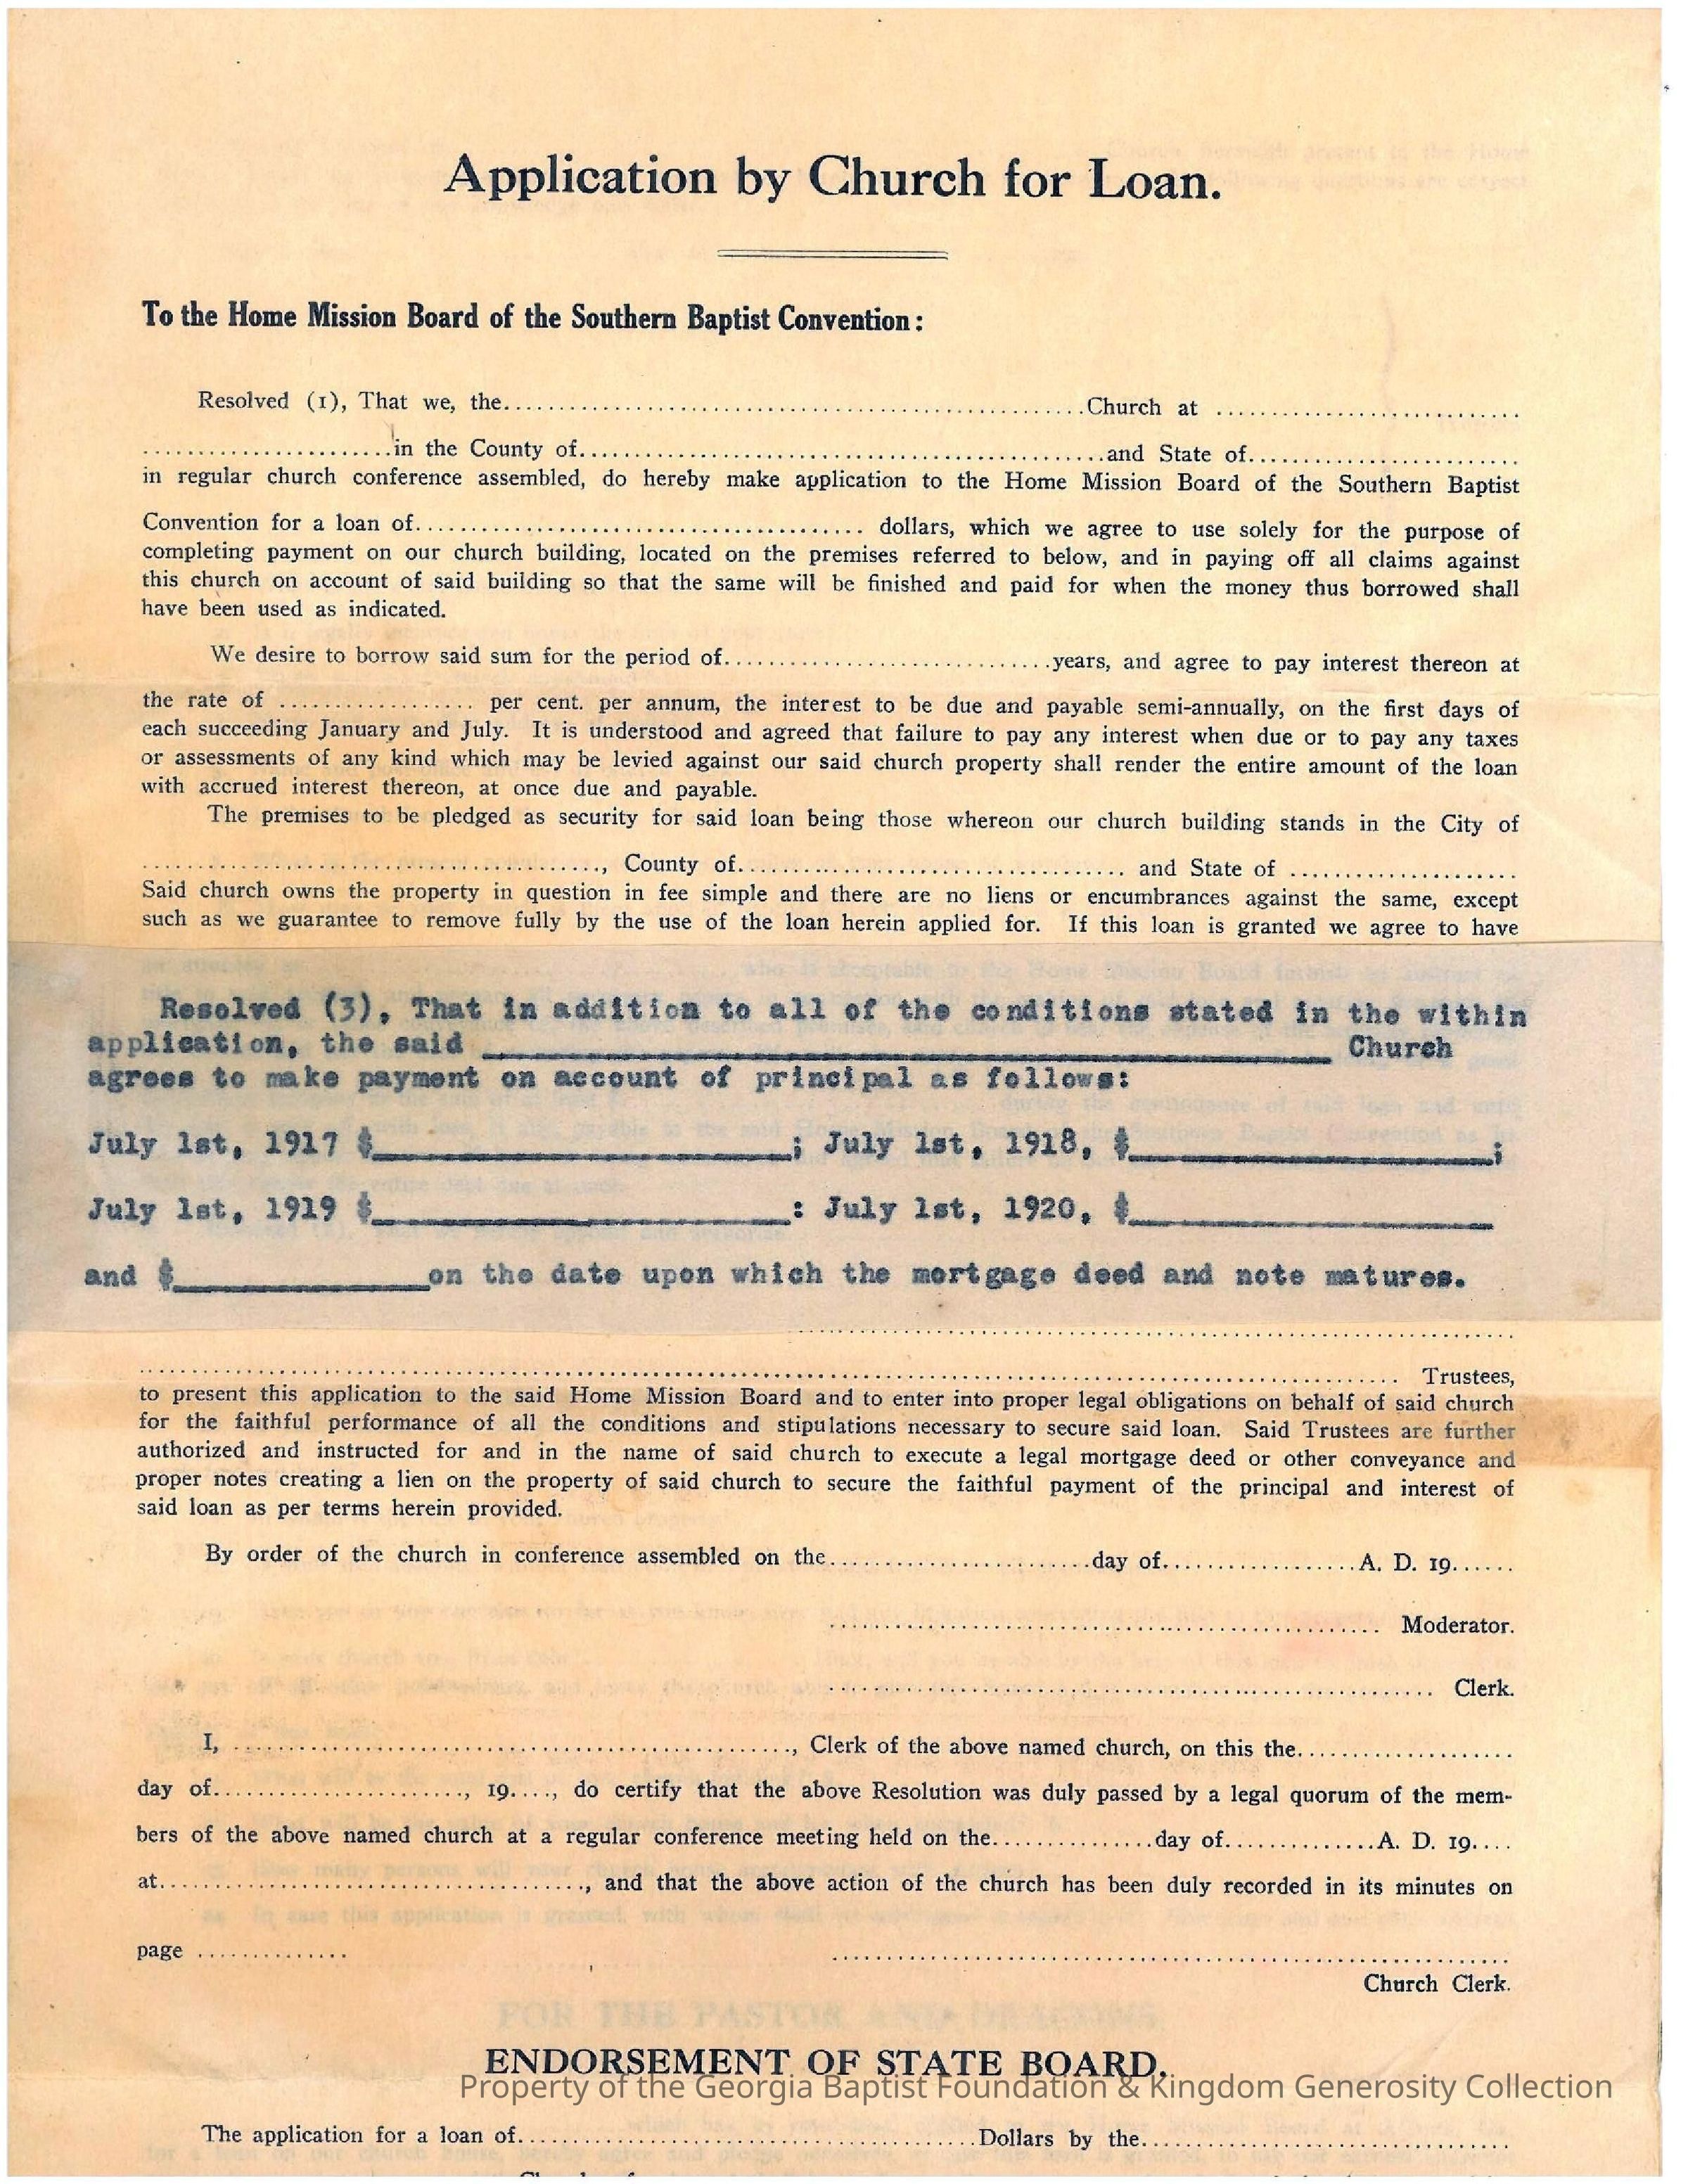 Application by Church for Loan.
To the Home Mission Board of the Southern Baptist Convention:
Resolved (1), That we, the..........Church at ..........
..........in the County of..........and State of..........
in regular church conference assembled, do hereby make application to the Home Mission Board of the Southern Baptist
Convention for a loan of.......... dollars, which we agree to use solely for the purpose of
completing payment on our church building, located on the premises referred to below, and in paying off all claims against
this church on account of said building so that the same will be finished and paid for when the money thus borrowed shall
have been used as indicated.
We desire to borrow said sum for the period of..........years, and agree to pay interest thereon at
the rate of .......... per cent. per annum, the interest to be due and payable semi-annually, on the first days of
each succeeding January and July. It is understood and agreed that failure to pay any interest when due or to pay any taxes
or assessments of any kind which may be levied against our said church property shall render the entire amount of the loan
with accrued interest thereon, at once due and payable.
The premises to be pledged as security for said loan being those whereon our church building stands in the City of
.........., County of.......... and State of ..........
Said church owns the property in question in fee simple and there are no liens or encumbrances against the same, except
such as we guarantee to remove fully by the use of the loan herein applied for. If this loan is granted we agree to have
Resolved (3), That in addition to all of the conditions stated in the within
application, the said __________ Church
agrees to make payment on account of principal as follows:
July 1st, 1917 $__________; July 1st, 1918, $__________;
July 1st, 1919 $__________: July 1st, 1920, $__________
and $__________on the date upon which the mortgage deed and note matures.
.......... Trustees,
to present this application to the said Home Mission Board and to enter into proper legal obligations on behalf of said church
for the faithful performance of all the conditions and stipulations necessary to secure said loan. Said Trustees are further
authorized and instructed for and in the name of said church to execute a legal mortgage deed or other conveyance and
proper notes creating a lien on the property of said church to secure the faithful payment of the principal and interest of
said loan as per terms herein provided.
By order of the church in conference assembled on the..........day of..........A. D. 19......
.......... Moderator.
.......... Clerk.
I, .........., Clerk of the above named church, on this the..........
day of.........., 19...., do certify that the above Resolution was duly passed by a legal quorum of the mem-
bers of the above named church at a regular conference meeting held on the..........day of..........A. D. 19....
at.........., and that the above action of the church has been duly recorded in its minutes on
page .......... ..........
Church Clerk.
FOR THE PASTOR AND DEACONS
ENDORSEMENT OF STATE BOARD.
Property of the Georgia Baptist Foundation & Kingdom Generosity Collection
The application for a loan of..........Dollars by the..........